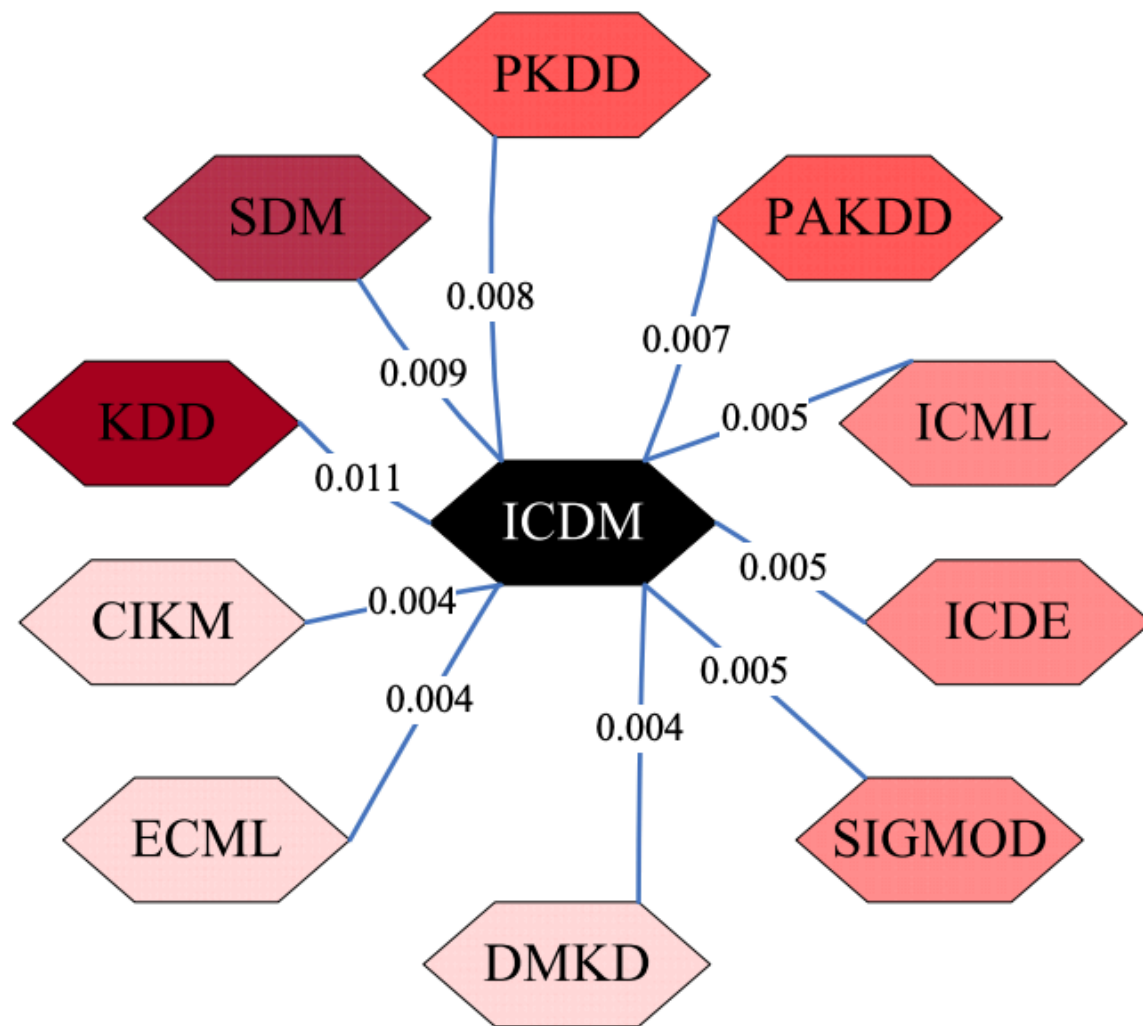 PKDD
SDM
PAKDD
0.008
0.007
0.009
KDD
0.005
ICML
0.011
ICDM
0.005
CIKM
0.004
ICDE
0.005
0.004
0.004
ECML
SIGMOD
DMKD